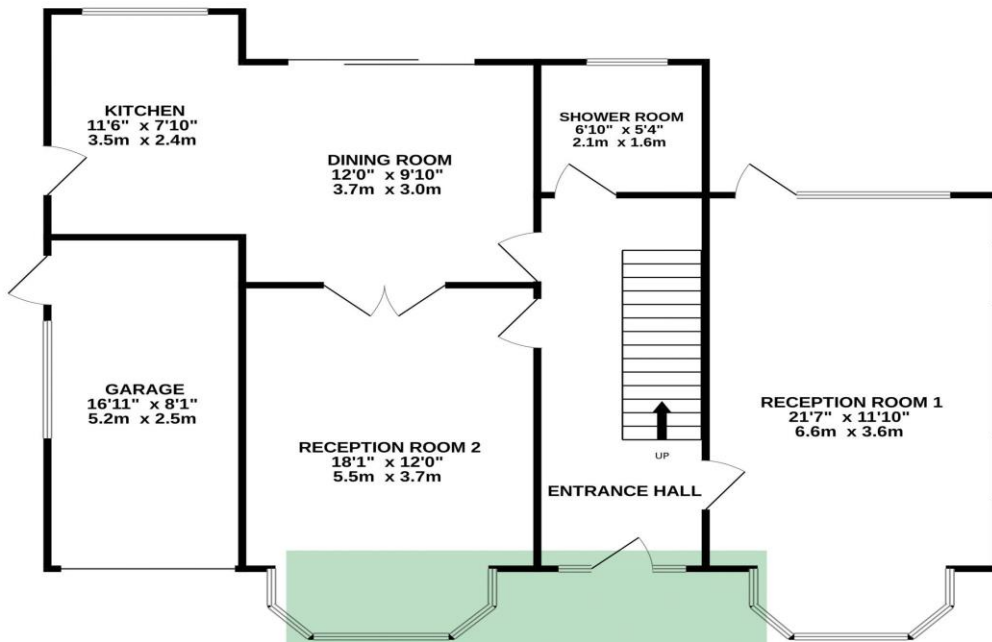 KITCHEN
11'6" x 7'10"
3.5m x 2.4m
DINING ROOM
12'0" x 9'10"
3.7m x 3.0m
SHOWER ROOM
6'10" x 5'4"
2.1m x 1.6m
GARAGE
16'11" x 8'1"
5.2m x 2.5m
RECEPTION ROOM 2
18'1" x 12'0"
5.5m x 3.7m
UP
ENTRANCE HALL
RECEPTION ROOM 1
21'7" x 11'10"
6.6m x 3.6m